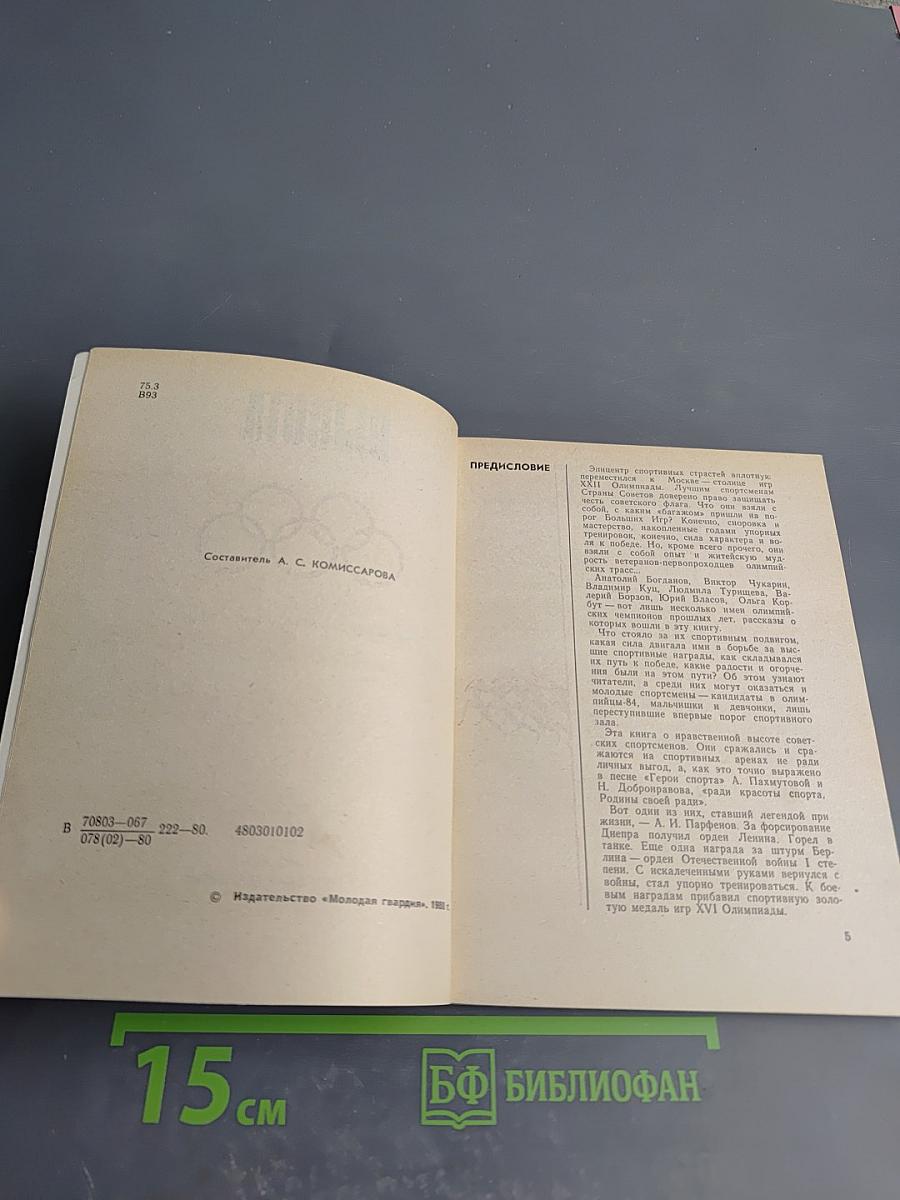 75.3
В93
Составитель А. С. КОМИССАРОВА
В 70803—067 222—80. 4803010102
078(02)—80
© Издательство «Молодая гвардия», 1980 г.
ПРЕДИСЛОВИЕ
Эпицентр спортивных страстей вплотную
переместился к Москве — столице игр
XXII Олимпиады. Лучшим спортсменам
Страны Советов доверено право защищать
честь советского флага. Что они взяли с
собой, с каким «багажом» пришли на по-
рог Больших Игр? Конечно, сноровка и
мастерство, накопленные годами упорных
тренировок, конечно, сила характера и во-
ля к победе. Но, кроме всего прочего, они
взяли с собой опыт и житейскую муд-
рость ветеранов-первопроходцев олимпий-
ских трасс...
Анатолий Богданов, Виктор Чукарин,
Владимир Куц, Людмила Турищева, Ва-
лерий Борзов, Юрий Власов, Ольга Кор-
бут — вот лишь несколько имен олимпий-
ских чемпионов прошлых лет, рассказы о
которых вошли в эту книгу.
Что стояло за их спортивным подвигом,
какая сила двигала ими в борьбе за выс-
шие спортивные награды, как складывался
их путь к победе, какие радости и огорче-
ния были на этом пути? Об этом узнают
читатели, а среди них могут оказаться и
молодые спортсмены — кандидаты в олим-
пийцы-84, мальчишки и девчонки, лишь
переступившие впервые порог спортивного
зала.
Эта книга о нравственной высоте совет-
ских спортсменов. Они сражались и сра-
жаются на спортивных аренах не ради
личных выгод, а, как это точно выражено
в песне «Герои спорта» А. Пахмутовой и
Н. Добронравова, «ради красоты спорта,
Родины своей ради».
Вот один из них, ставший легендой при
жизни, — А. И. Парфенов. За форсирование
Днепра получил орден Ленина. Горел в
танке. Еще одна награда за штурм Бер-
лина — орден Отечественной войны I сте-
пени. С искалеченными руками вернулся с
войны, стал упорно тренироваться. К бое-
вым наградам прибавил спортивную золо-
тую медаль игр XVI Олимпиады.
5
15 см
БФ БИБЛИОФАН